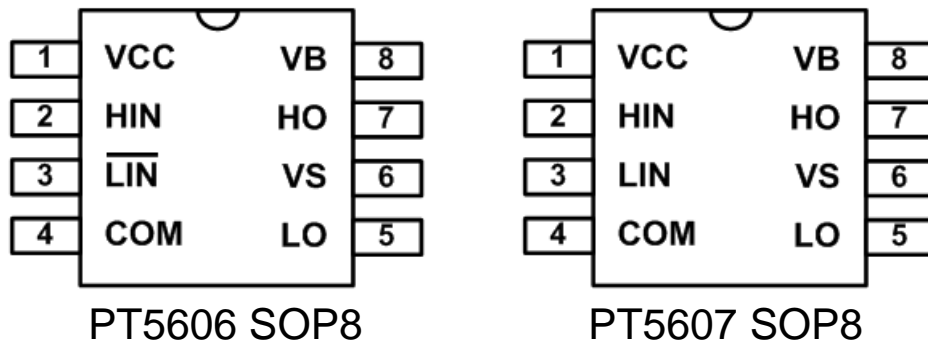 1 VCC VB 8
2 HIN HO 7
3 L̅I̅N̅ VS 6
4 COM LO 5
PT5606 SOP8
1 VCC VB 8
2 HIN HO 7
3 LIN VS 6
4 COM LO 5
PT5607 SOP8